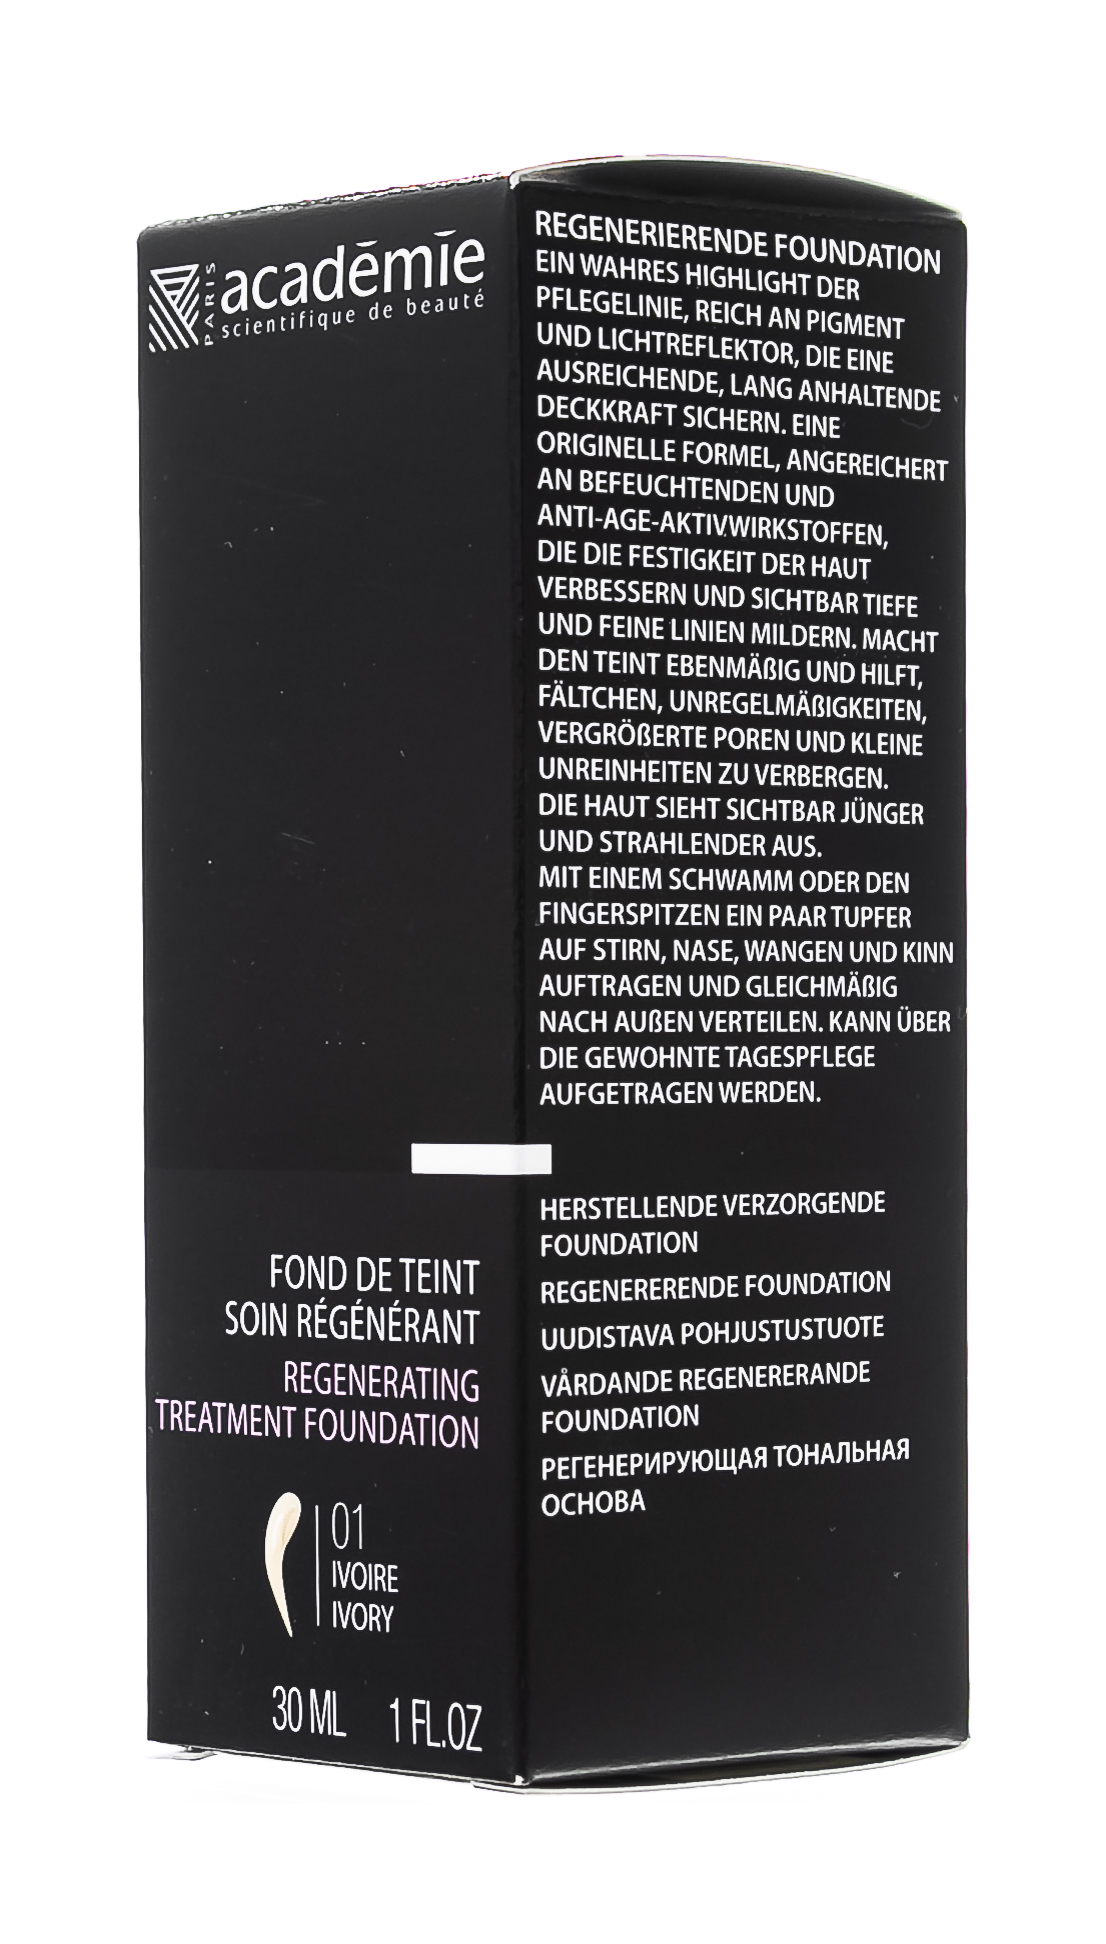 PARIS
académie
scientifique de beauté
FOND DE TEINT
SOIN RÉGÉNÉRANT
REGENERATING
TREATMENT FOUNDATION
01
IVOIRE
IVORY
30 ML 1 FL.OZ
REGENERIERENDE FOUNDATION
EIN WAHRES HIGHLIGHT DER
PFLEGELINIE, REICH AN PIGMENT
UND LICHTREFLEKTOR, DIE EINE
AUSREICHENDE, LANG ANHALTENDE
DECKKRAFT SICHERN. EINE
ORIGINELLE FORMEL, ANGEREICHERT
AN BEFEUCHTENDEN UND
ANTI-AGE-AKTIVWIRKSTOFFEN,
DIE DIE FESTIGKEIT DER HAUT
VERBESSERN UND SICHTBAR TIEFE
UND FEINE LINIEN MILDERN. MACHT
DEN TEINT EBENMÄßIG UND HILFT,
FÄLTCHEN, UNREGELMÄßIGKEITEN,
VERGRÖßERTE POREN UND KLEINE
UNREINHEITEN ZU VERBERGEN.
DIE HAUT SIEHT SICHTBAR JÜNGER
UND STRAHLENDER AUS.
MIT EINEM SCHWAMM ODER DEN
FINGERSPITZEN EIN PAAR TUPFER
AUF STIRN, NASE, WANGEN UND KINN
AUFTRAGEN UND GLEICHMÄßIG
NACH AUßEN VERTEILEN. KANN ÜBER
DIE GEWOHNTE TAGESPFLEGE
AUFGETRAGEN WERDEN.
HERSTELLENDE VERZORGENDE
FOUNDATION
REGENERERENDE FOUNDATION
UUDISTAVA POHJUSTUSTUOTE
VÅRDANDE REGENERERANDE
FOUNDATION
РЕГЕНЕРИРУЮЩАЯ ТОНАЛЬНАЯ
ОСНОВА